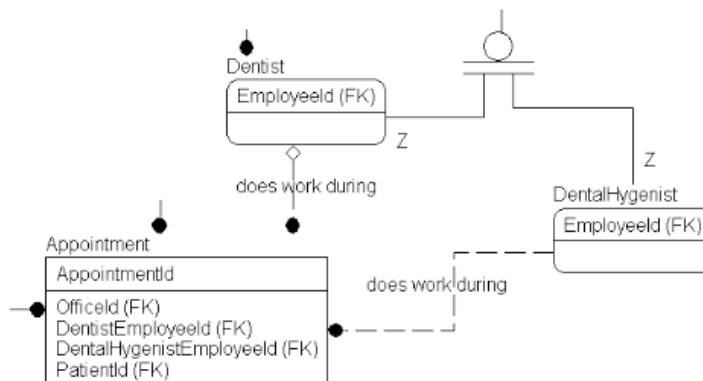 Dentist
EmployeeId (FK)
Z
does work during
Z
DentalHygenist
EmployeeId (FK)
Appointment
AppointmentId
does work during
OfficeId (FK)
DentistEmployeeId (FK)
DentalHygenistEmployeeId (FK)
PatientId (FK)